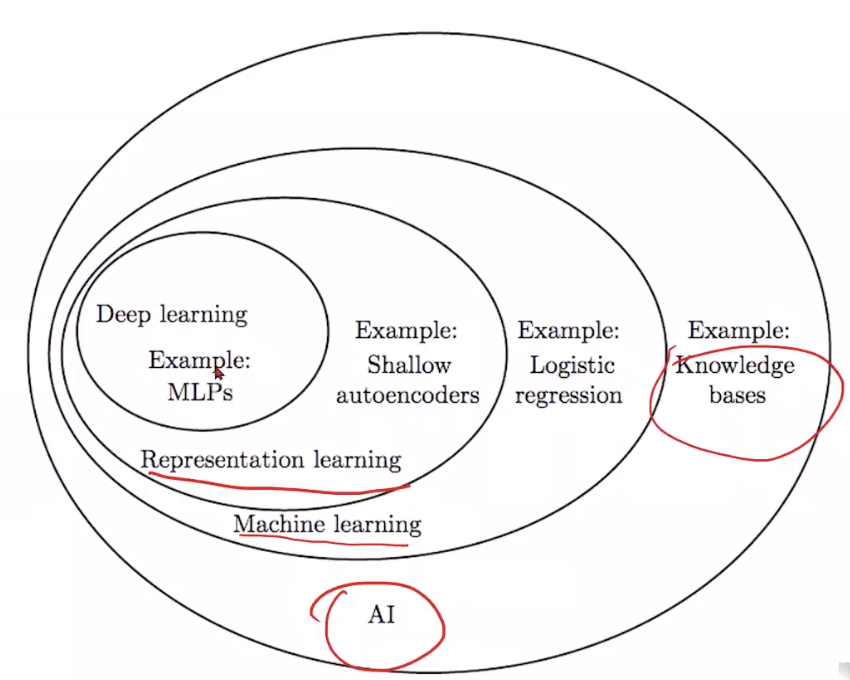 Deep learning
Example:
MLPs
Example:
Shallow
autoencoders
Example:
Logistic
regression
Example:
Knowledge
bases
Representation learning
Machine learning
AI